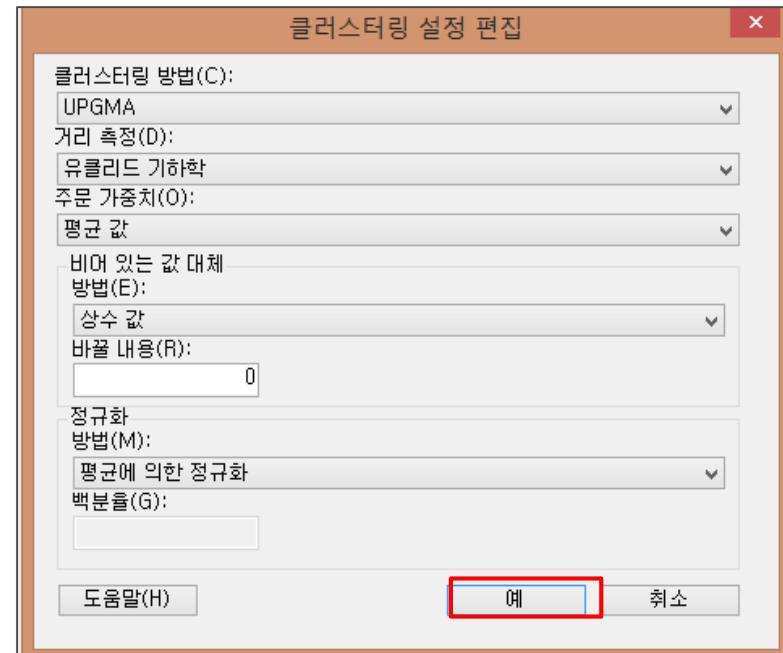 클러스터링 설정 편집
클러스터링 방법(C):
UPGMA
거리 측정(D):
유클리드 기하학
주문 가중치(O):
평균 값
비어 있는 값 대체
방법(E):
상수 값
바꿀 내용(R):
0
정규화
방법(M):
평균에 의한 정규화
백분율(G):
도움말(H) 예 취소